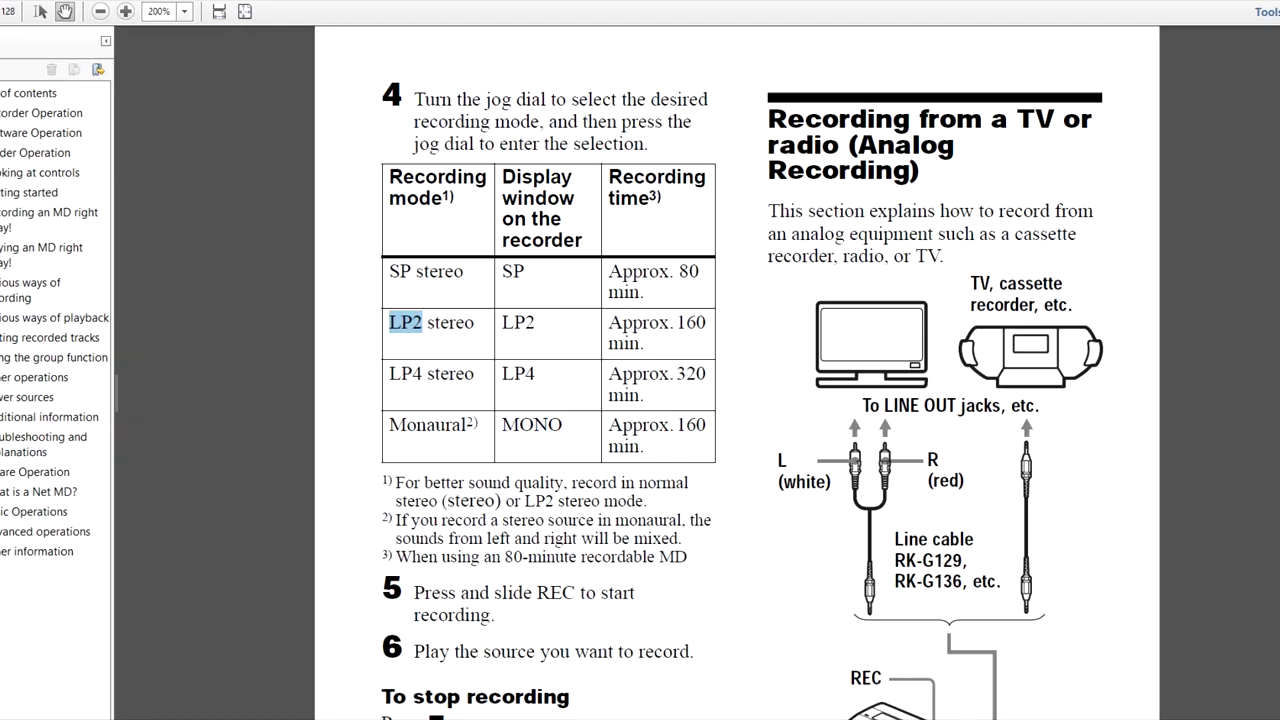 128
200%
Tools
of contents
corder Operation
tware Operation
der Operation
oking at controls
ting started
cording an MD right
ay!
ying an MD right
ay!
ious ways of
ording
ious ways of playback
ting recorded tracks
ng the group function
er operations
wer sources
ditional information
ubleshooting and
lanations
are Operation
at is a Net MD?
ic Operations
vanced operations
er information
4 Turn the jog dial to select the desired
recording mode, and then press the
jog dial to enter the selection.
Recording mode1) Display window on the recorder Recording time3)
SP stereo SP Approx. 80 min.
LP2 stereo LP2 Approx. 160 min.
LP4 stereo LP4 Approx. 320 min.
Monaural2) MONO Approx. 160 min.
1) For better sound quality, record in normal
stereo (stereo) or LP2 stereo mode.
2) If you record a stereo source in monaural, the
sounds from left and right will be mixed.
3) When using an 80-minute recordable MD
5 Press and slide REC to start
recording.
6 Play the source you want to record.
To stop recording
Recording from a TV or
radio (Analog
Recording)
This section explains how to record from
an analog equipment such as a cassette
recorder, radio, or TV.
TV, cassette
recorder, etc.
To LINE OUT jacks, etc.
L
(white)
R
(red)
Line cable
RK-G129,
RK-G136, etc.
REC